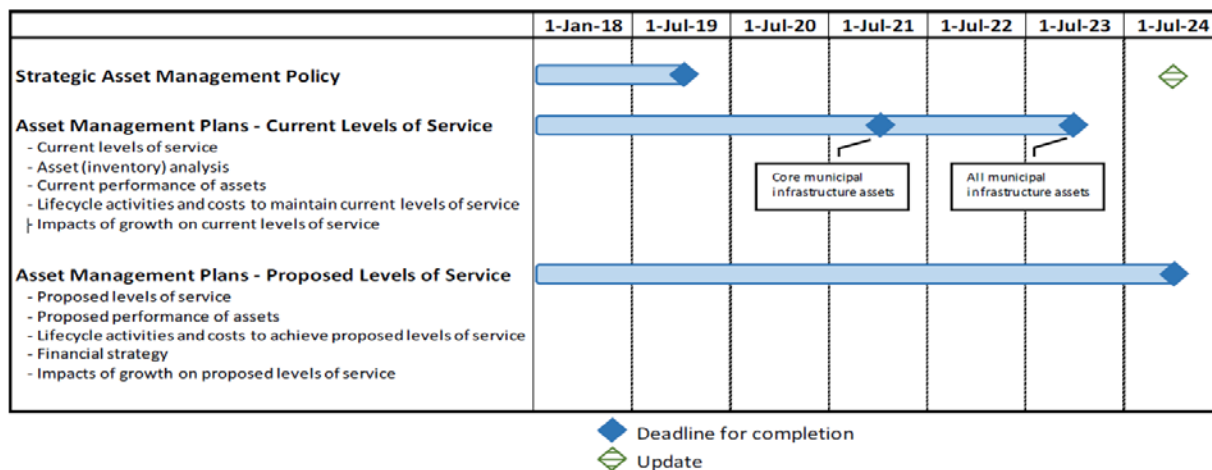 1-Jan-18 1-Jul-19 1-Jul-20 1-Jul-21 1-Jul-22 1-Jul-23 1-Jul-24
Strategic Asset Management Policy
Asset Management Plans - Current Levels of Service
- Current levels of service
- Asset (inventory) analysis
- Current performance of assets
- Lifecycle activities and costs to maintain current levels of service
- Impacts of growth on current levels of service
Core municipal
infrastructure assets
All municipal
infrastructure assets
Asset Management Plans - Proposed Levels of Service
- Proposed levels of service
- Proposed performance of assets
- Lifecycle activities and costs to achieve proposed levels of service
- Financial strategy
- Impacts of growth on proposed levels of service
Deadline for completion
Update